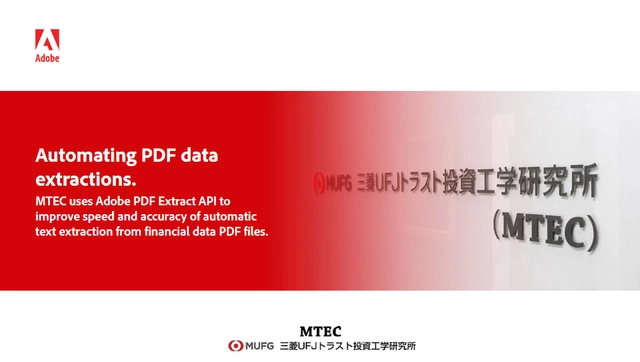 Adobe
Automating PDF data
extractions.
MTEC uses Adobe PDF Extract API to
improve speed and accuracy of automatic
text extraction from financial data PDF files.
MUFG 三菱UFJトラスト投資工学研究所
(MTEC)
MTEC
MUFG 三菱UFJトラスト投資工学研究所